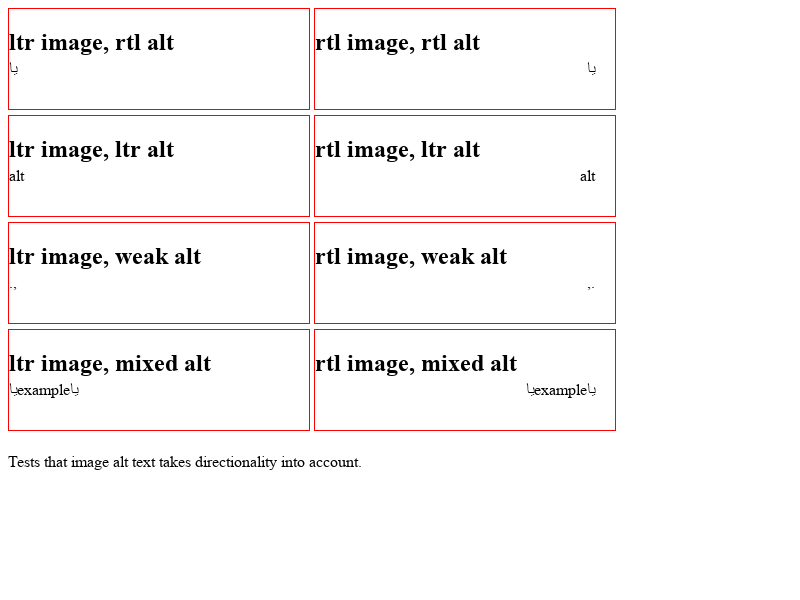 ltr image, rtl alt
يا
rtl image, rtl alt
يا
ltr image, ltr alt
alt
rtl image, ltr alt
alt
ltr image, weak alt
.,
rtl image, weak alt
,.
ltr image, mixed alt
ياexampleيا
rtl image, mixed alt
ياexampleيا
Tests that image alt text takes directionality into account.